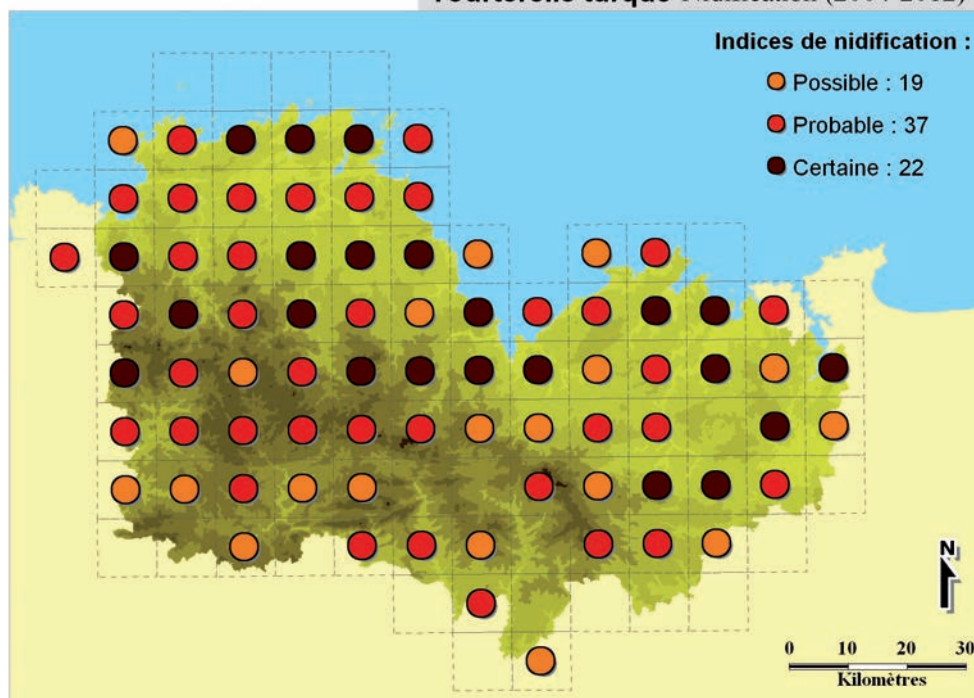 Tourterelle turque Nidification (2004-2012)
Indices de nidification :
Possible : 19
Probable : 37
Certaine : 22
N
0 10 20 30
Kilomètres